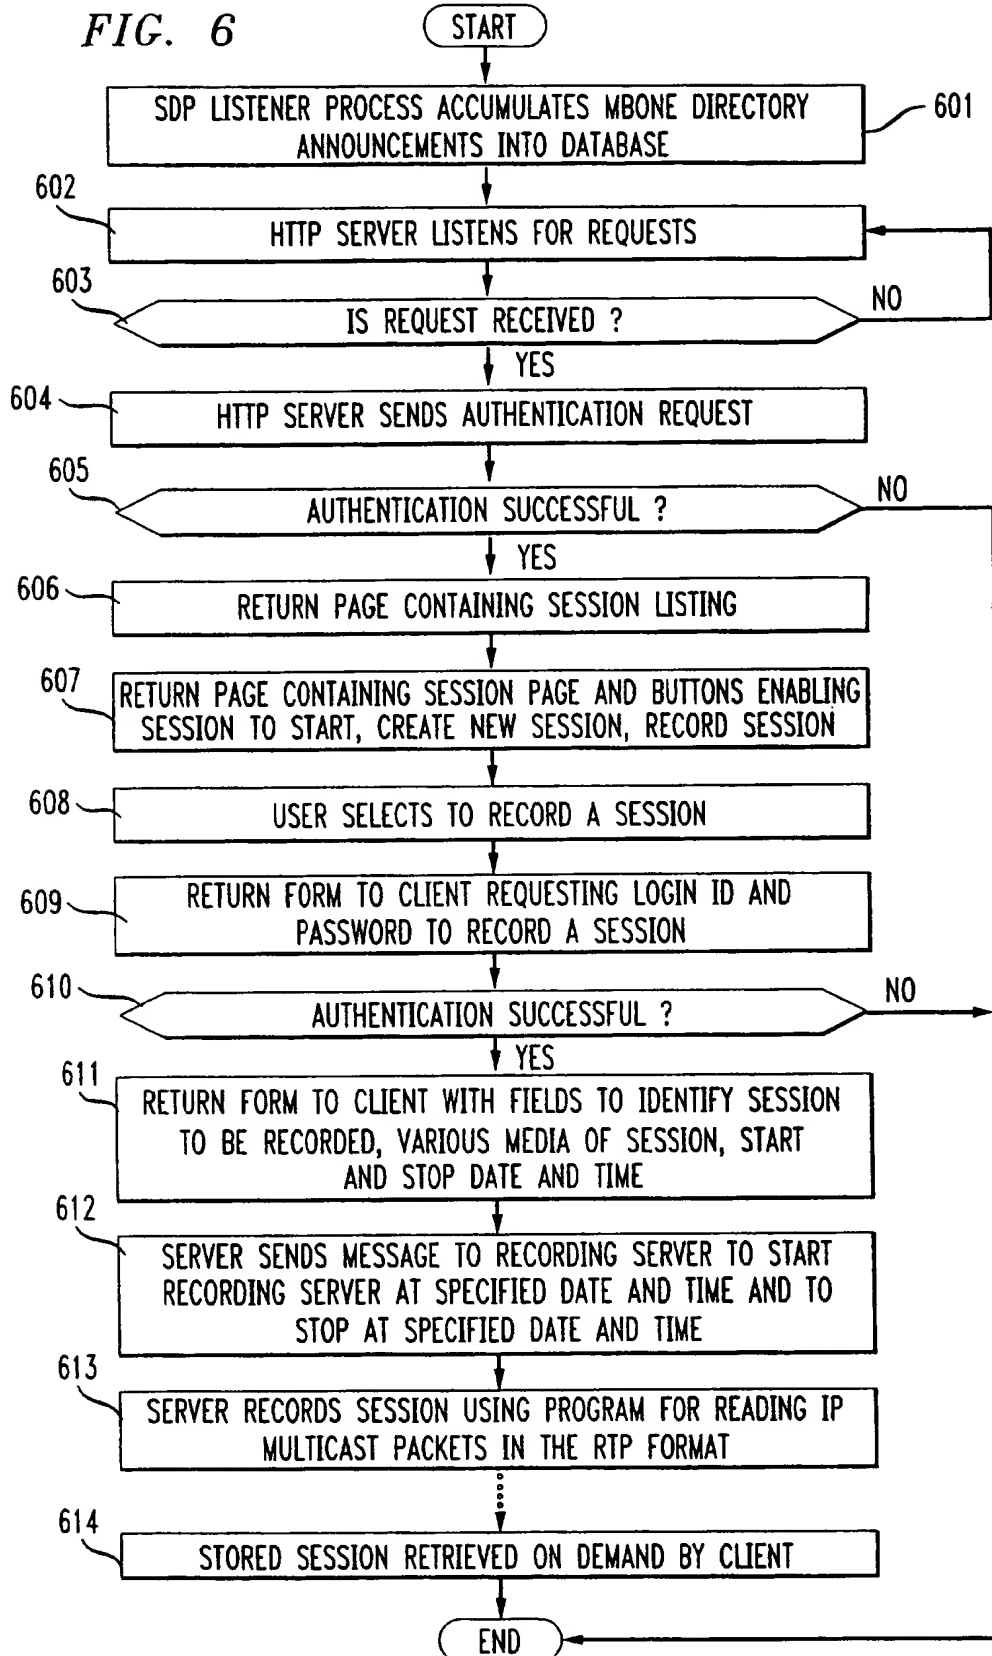 FIG. 6
START
SDP LISTENER PROCESS ACCUMULATES MBONE DIRECTORY
ANNOUNCEMENTS INTO DATABASE
601
602
HTTP SERVER LISTENS FOR REQUESTS
603
IS REQUEST RECEIVED ?
NO
YES
604
HTTP SERVER SENDS AUTHENTICATION REQUEST
605
AUTHENTICATION SUCCESSFUL ?
NO
YES
606
RETURN PAGE CONTAINING SESSION LISTING
607
RETURN PAGE CONTAINING SESSION PAGE AND BUTTONS ENABLING
SESSION TO START, CREATE NEW SESSION, RECORD SESSION
608
USER SELECTS TO RECORD A SESSION
609
RETURN FORM TO CLIENT REQUESTING LOGIN ID AND
PASSWORD TO RECORD A SESSION
610
AUTHENTICATION SUCCESSFUL ?
NO
YES
611
RETURN FORM TO CLIENT WITH FIELDS TO IDENTIFY SESSION
TO BE RECORDED, VARIOUS MEDIA OF SESSION, START
AND STOP DATE AND TIME
612
SERVER SENDS MESSAGE TO RECORDING SERVER TO START
RECORDING SERVER AT SPECIFIED DATE AND TIME AND TO
STOP AT SPECIFIED DATE AND TIME
613
SERVER RECORDS SESSION USING PROGRAM FOR READING IP
MULTICAST PACKETS IN THE RTP FORMAT
614
STORED SESSION RETRIEVED ON DEMAND BY CLIENT
END